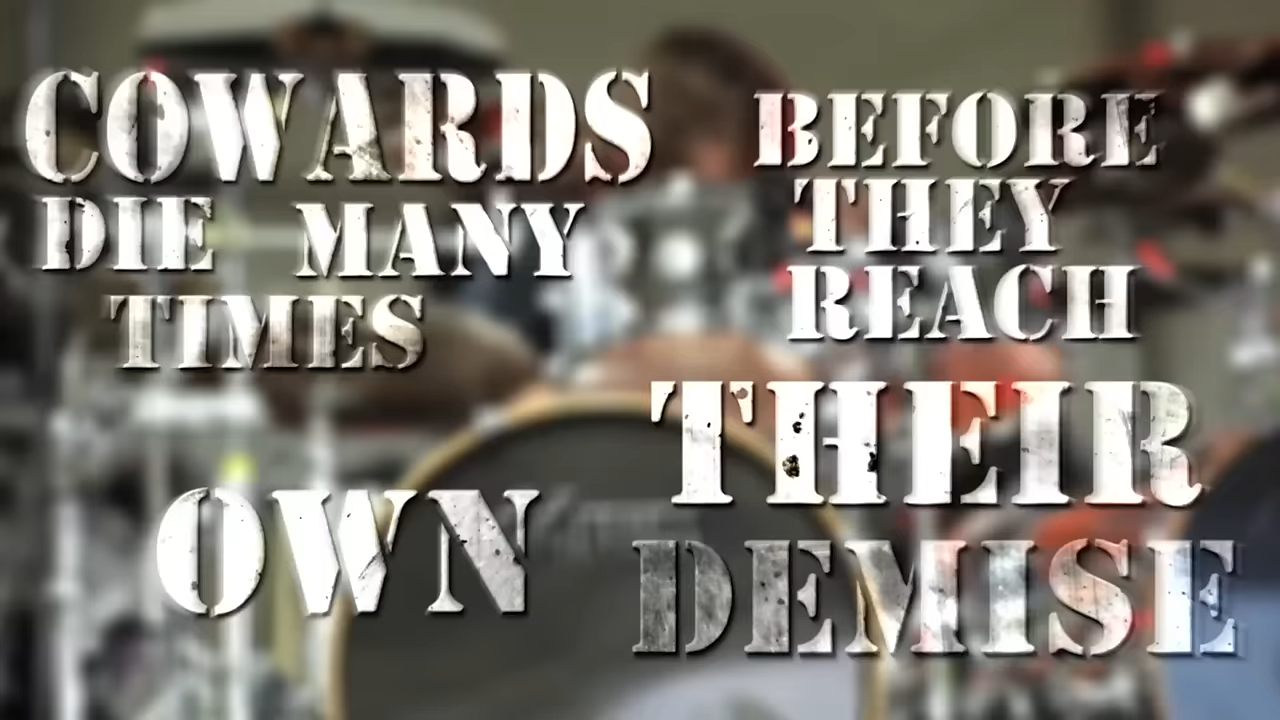 COWARDS
DIE MANY
TIMES
BEFORE
THEY
REACH
THEIR
OWN
DEMISE